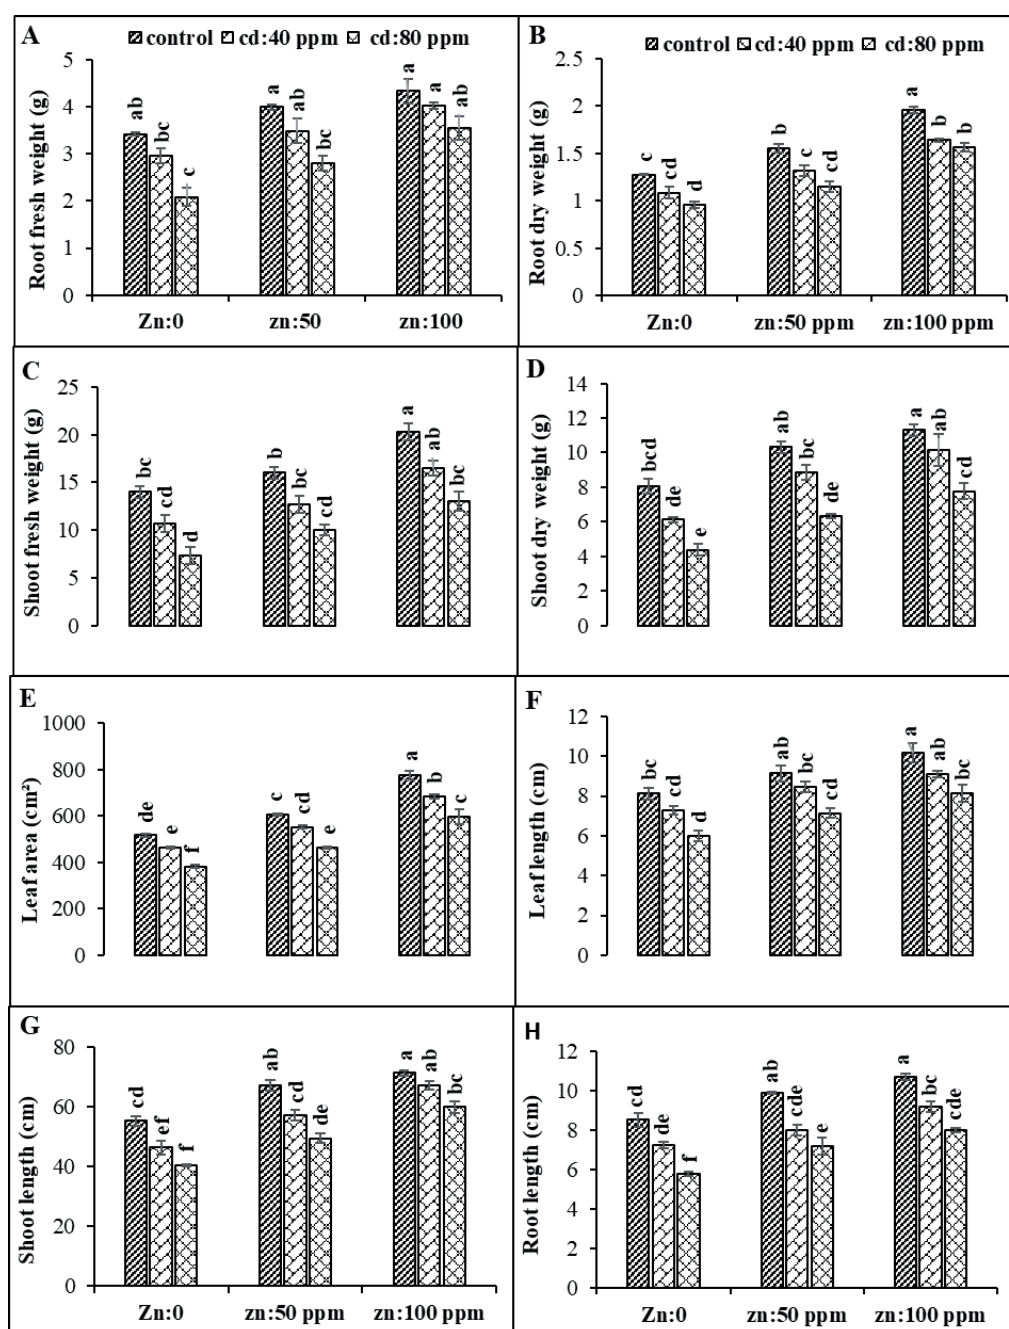 A
control cd:40 ppm cd:80 ppm
Root fresh weight (g)
5
4
3
2
1
0
ab bc c a ab bc a a ab
Zn:0 zn:50 zn:100
B
control cd:40 ppm cd:80 ppm
Root dry weight (g)
2.5
2
1.5
1
0.5
0
c cd d b c cd a b b
Zn:0 zn:50 ppm zn:100 ppm
C
Shoot fresh weight (g)
25
20
15
10
5
0
bc cd d b bc cd a ab bc
D
Shoot dry weight (g)
14
12
10
8
6
4
2
0
bcd de e ab bc de ab ab cd
E
Leaf area (cm²)
1000
800
600
400
200
0
de e f c cd e a b c
F
Leaf length (cm)
12
10
8
6
4
2
0
bc cd d ab bc cd a ab bc
G
Shoot length (cm)
80
60
40
20
0
cd ef f ab cd de a ab bc
Zn:0 zn:50 ppm zn:100 ppm
H
Root length (cm)
12
10
8
6
4
2
0
cd de f ab cde e a bc cde
Zn:0 zn:50 ppm zn:100 ppm